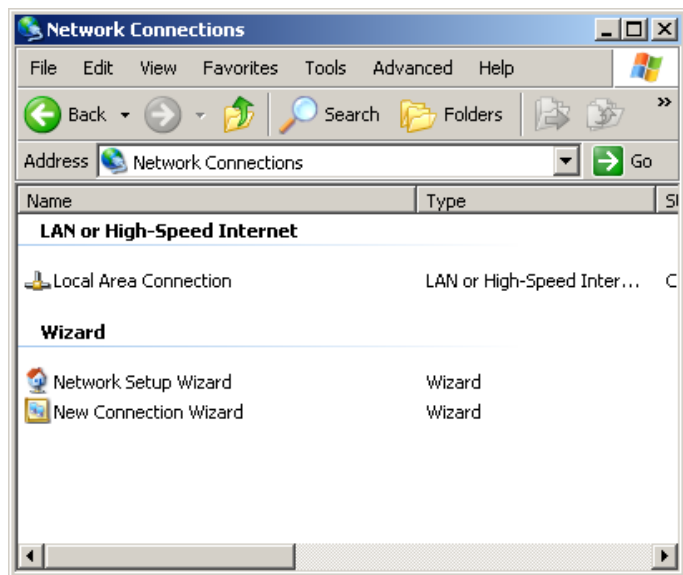 Network Connections
File Edit View Favorites Tools Advanced Help
Back Search Folders »
Address Network Connections Go
Name Type
LAN or High-Speed Internet
Local Area Connection LAN or High-Speed Inter...
Wizard
Network Setup Wizard Wizard
New Connection Wizard Wizard